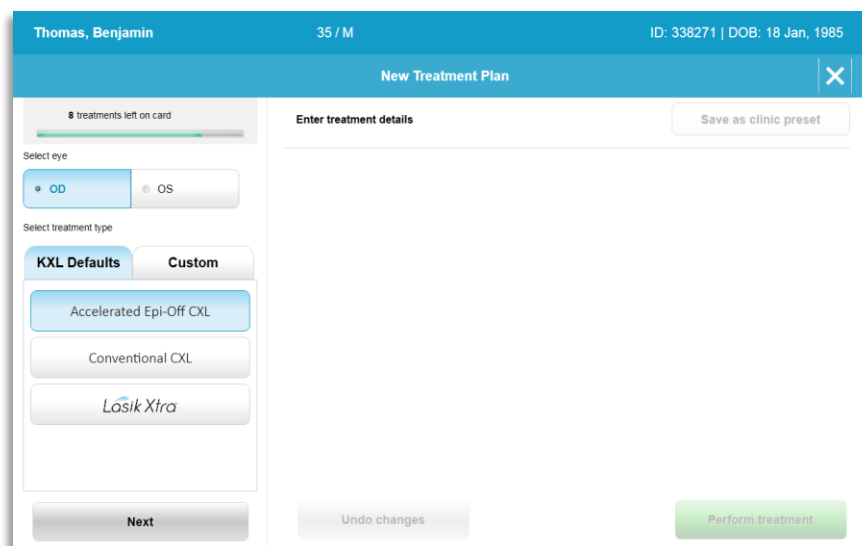 Thomas, Benjamin 35 / M ID: 338271 | DOB: 18 Jan, 1985
New Treatment Plan
8 treatments left on card
Select eye
OD OS
Select treatment type
KXL Defaults Custom
Accelerated Epi-Off CXL
Conventional CXL
Lasik Xtra
Next
Enter treatment details Save as clinic preset
Undo changes Perform treatment